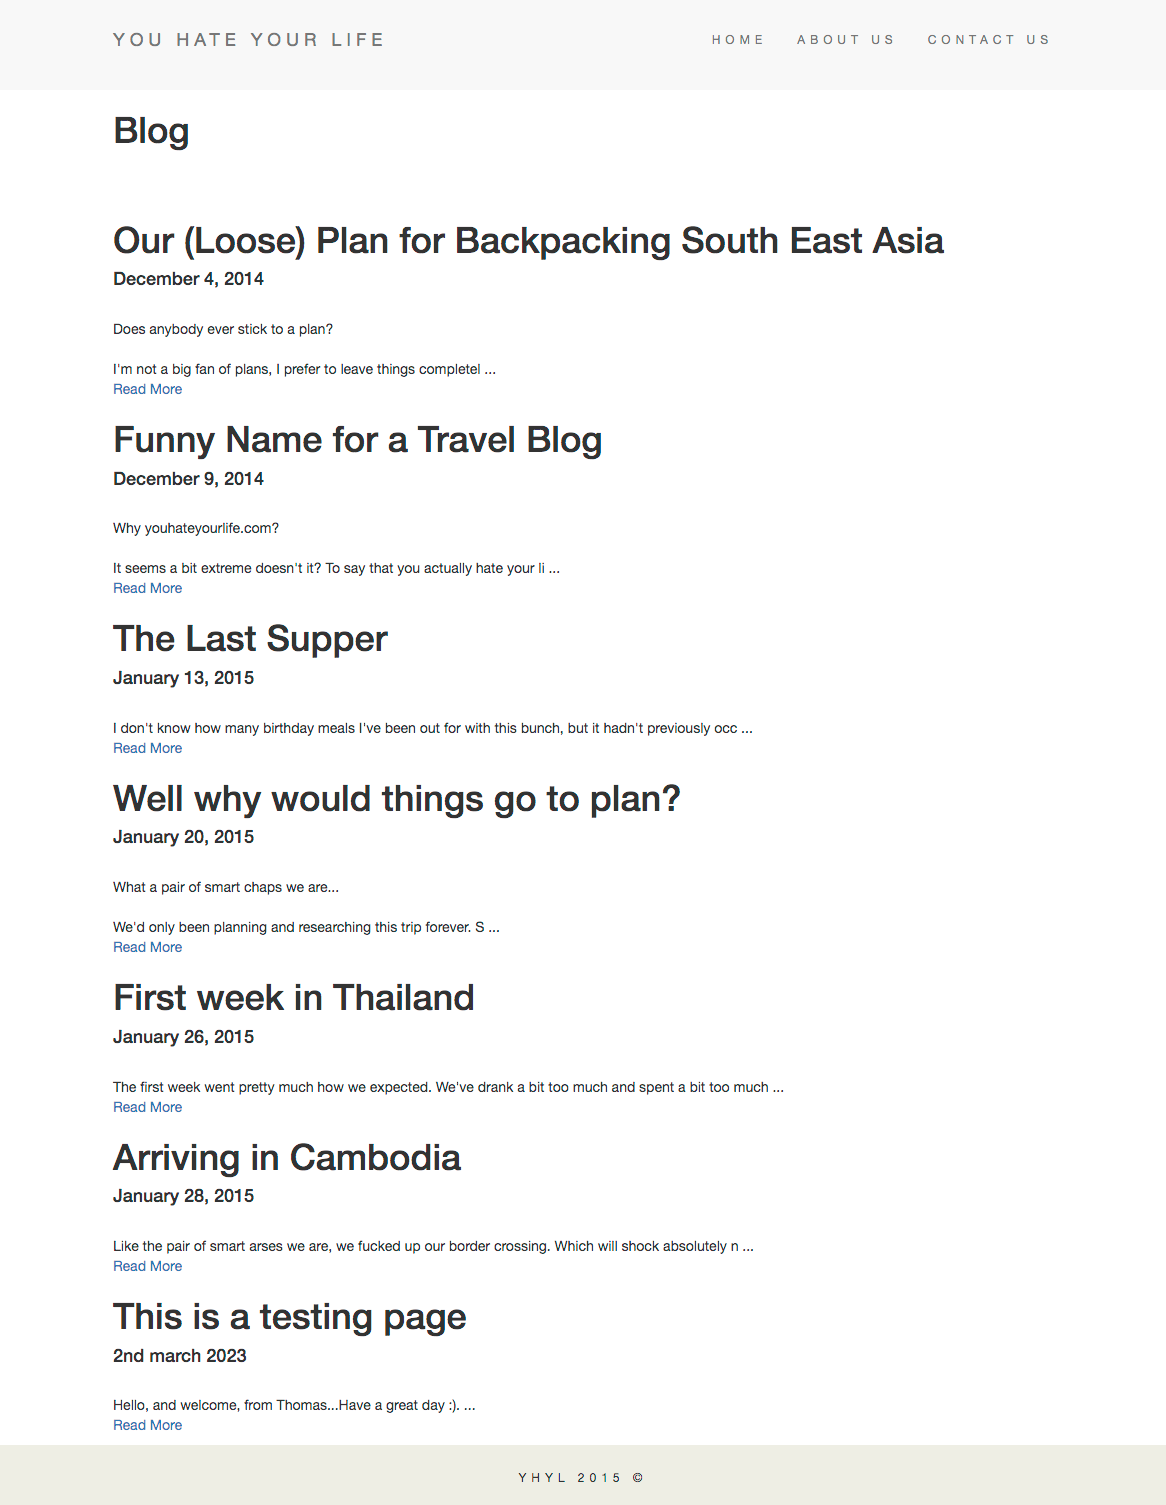 YOU HATE YOUR LIFE
HOME ABOUT US CONTACT US
Blog
Our (Loose) Plan for Backpacking South East Asia
December 4, 2014
Does anybody ever stick to a plan?
I'm not a big fan of plans, I prefer to leave things completel ...
Read More
Funny Name for a Travel Blog
December 9, 2014
Why youhateyourlife.com?
It seems a bit extreme doesn't it? To say that you actually hate your li ...
Read More
The Last Supper
January 13, 2015
I don't know how many birthday meals I've been out for with this bunch, but it hadn't previously occ ...
Read More
Well why would things go to plan?
January 20, 2015
What a pair of smart chaps we are...
We'd only been planning and researching this trip forever. S ...
Read More
First week in Thailand
January 26, 2015
The first week went pretty much how we expected. We've drank a bit too much and spent a bit too much ...
Read More
Arriving in Cambodia
January 28, 2015
Like the pair of smart arses we are, we fucked up our border crossing. Which will shock absolutely n ...
Read More
This is a testing page
2nd march 2023
Hello, and welcome, from Thomas...Have a great day :). ...
Read More
YHYL 2015 ©